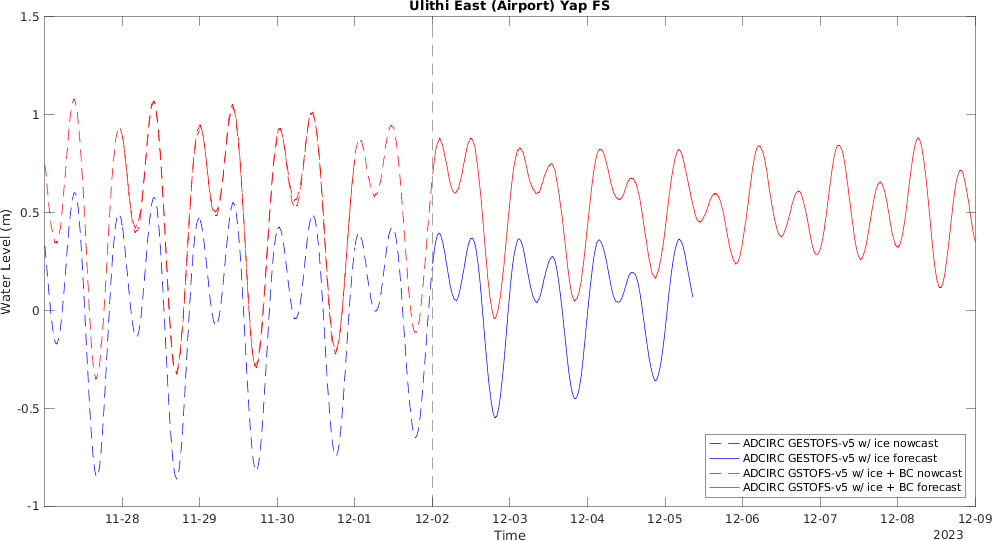 Ulithi East (Airport) Yap FS
1.5
1
0.5
0
-0.5
-1
Water Level (m)
ADCIRC GESTOFS-v5 w/ ice nowcast
ADCIRC GESTOFS-v5 w/ ice forecast
ADCIRC GSTOFS-v5 w/ ice + BC nowcast
ADCIRC GSTOFS-v5 w/ ice + BC forecast
11-28 11-29 11-30 12-01 12-02 12-03 12-04 12-05 12-06 12-07 12-08 12-09
Time
2023